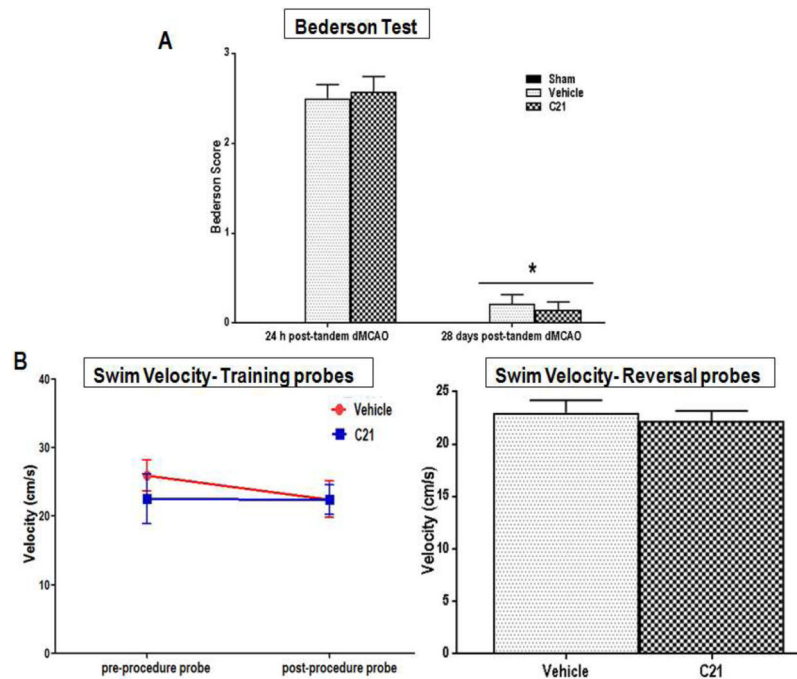 A
Bederson Test
3
2
1
0
Bederson Score
Sham
Vehicle
C21
*
24 h post-tandem dMCAO
28 days post-tandem dMCAO
B
Swim Velocity- Training probes
40
30
20
10
0
Velocity (cm/s)
Vehicle
C21
pre-procedure probe
post-procedure probe
Swim Velocity- Reversal probes
25
20
15
10
5
0
Velocity (cm/s)
Vehicle
C21